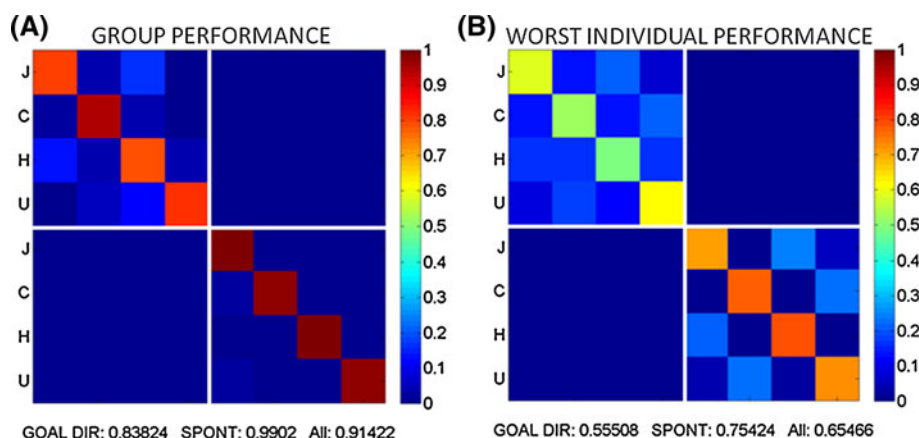 (A) GROUP PERFORMANCE
J
C
H
U
J
C
H
U
1
0.9
0.8
0.7
0.6
0.5
0.4
0.3
0.2
0.1
0
GOAL DIR: 0.83824 SPONT: 0.9902 All: 0.91422
(B) WORST INDIVIDUAL PERFORMANCE
J
C
H
U
J
C
H
U
1
0.9
0.8
0.7
0.6
0.5
0.4
0.3
0.2
0.1
0
GOAL DIR: 0.55508 SPONT: 0.75424 All: 0.65466